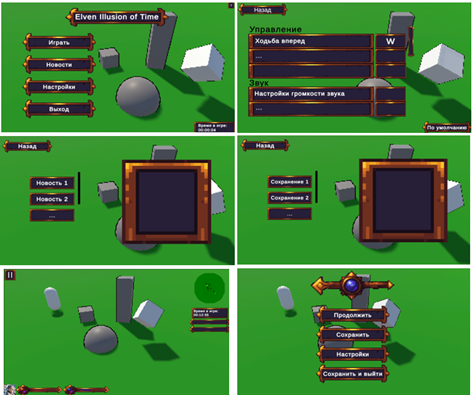 Elven Illusion of Time
Играть
Новости
Настройки
Выход
Время в игре:
00:00:04
Назад
Управление
Ходьба вперед
W
...
Звук
Настройки громкости звука
...
По умолчанию
Назад
Новость 1
Новость 2
...
Назад
Сохранение 1
Сохранение 2
...
Время в игре:
Продолжить
Сохранить
Настройки
Сохранить и выйти